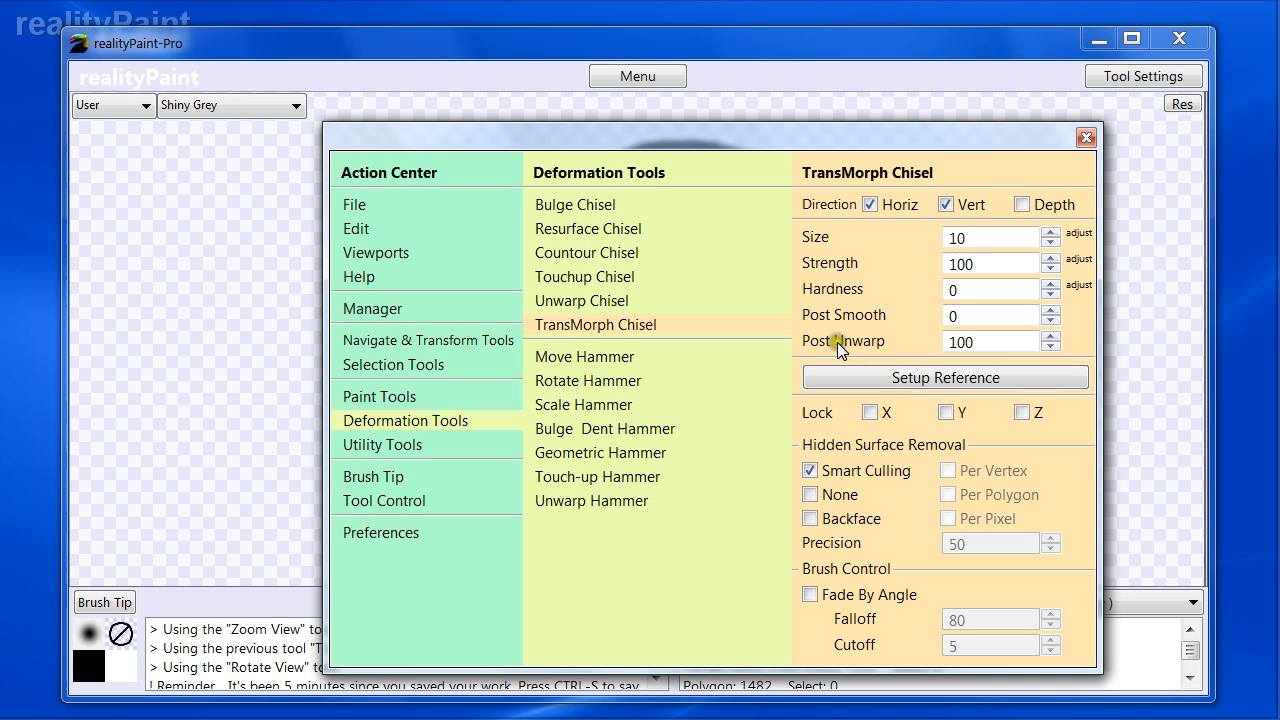 realityPaint
realityPaint-Pro
realityPaint
Menu
Tool Settings
User
Shiny Grey
Res
Action Center
File
Edit
Viewports
Help
Manager
Navigate & Transform Tools
Selection Tools
Paint Tools
Deformation Tools
Utility Tools
Brush Tip
Tool Control
Preferences
Deformation Tools
Bulge Chisel
Resurface Chisel
Countour Chisel
Touchup Chisel
Unwarp Chisel
TransMorph Chisel
Move Hammer
Rotate Hammer
Scale Hammer
Bulge  Dent Hammer
Geometric Hammer
Touch-up Hammer
Unwarp Hammer
TransMorph Chisel
Direction Horiz Vert Depth
Size 10 adjust
Strength 100 adjust
Hardness 0 adjust
Post Smooth 0
Post Unwarp 100
Setup Reference
Lock X Y Z
Hidden Surface Removal
Smart Culling Per Vertex
None Per Polygon
Backface Per Pixel
Precision 50
Brush Control
Fade By Angle
Falloff 80
Cutoff 5
Brush Tip
)
> Using the "Zoom View" to
> Using the previous tool "T
> Using the "Rotate View" to
! Reminder.. It's been 5 minutes since you saved your work. Press CTRL-S to sav
Polygon: 1482 Select: 0